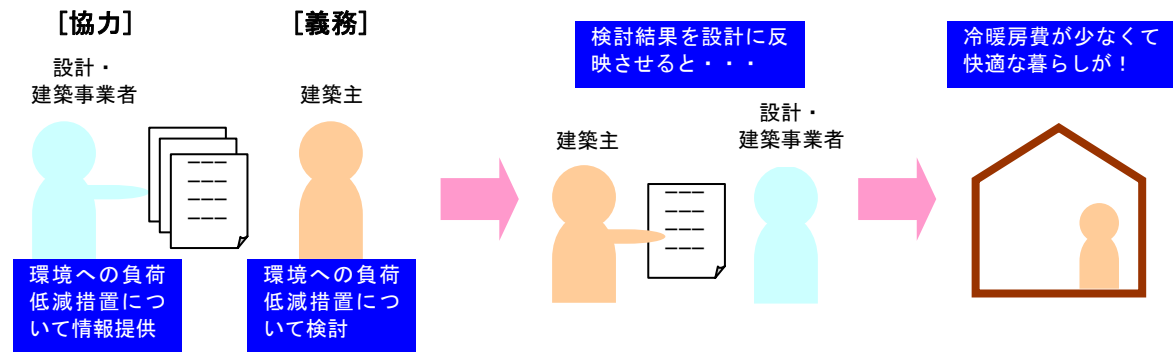 ［協力］
設計・
建築事業者
環境への負荷
低減措置につ
いて情報提供
［義務］
建築主
環境への負荷
低減措置につ
いて検討
検討結果を設計に反
映させると・・・
建築主
設計・
建築事業者
冷暖房費が少なくて
快適な暮らしが！